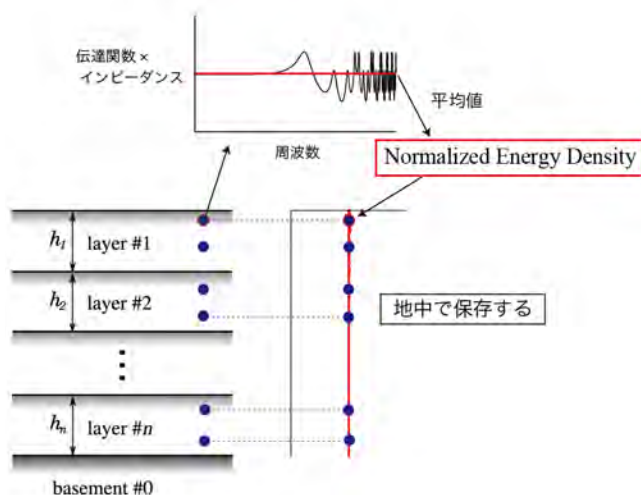 伝達関数×
インピーダンス
周波数
平均値
Normalized Energy Density
h1 layer #1
h2 layer #2
地中で保存する
hn layer #n
basement #0